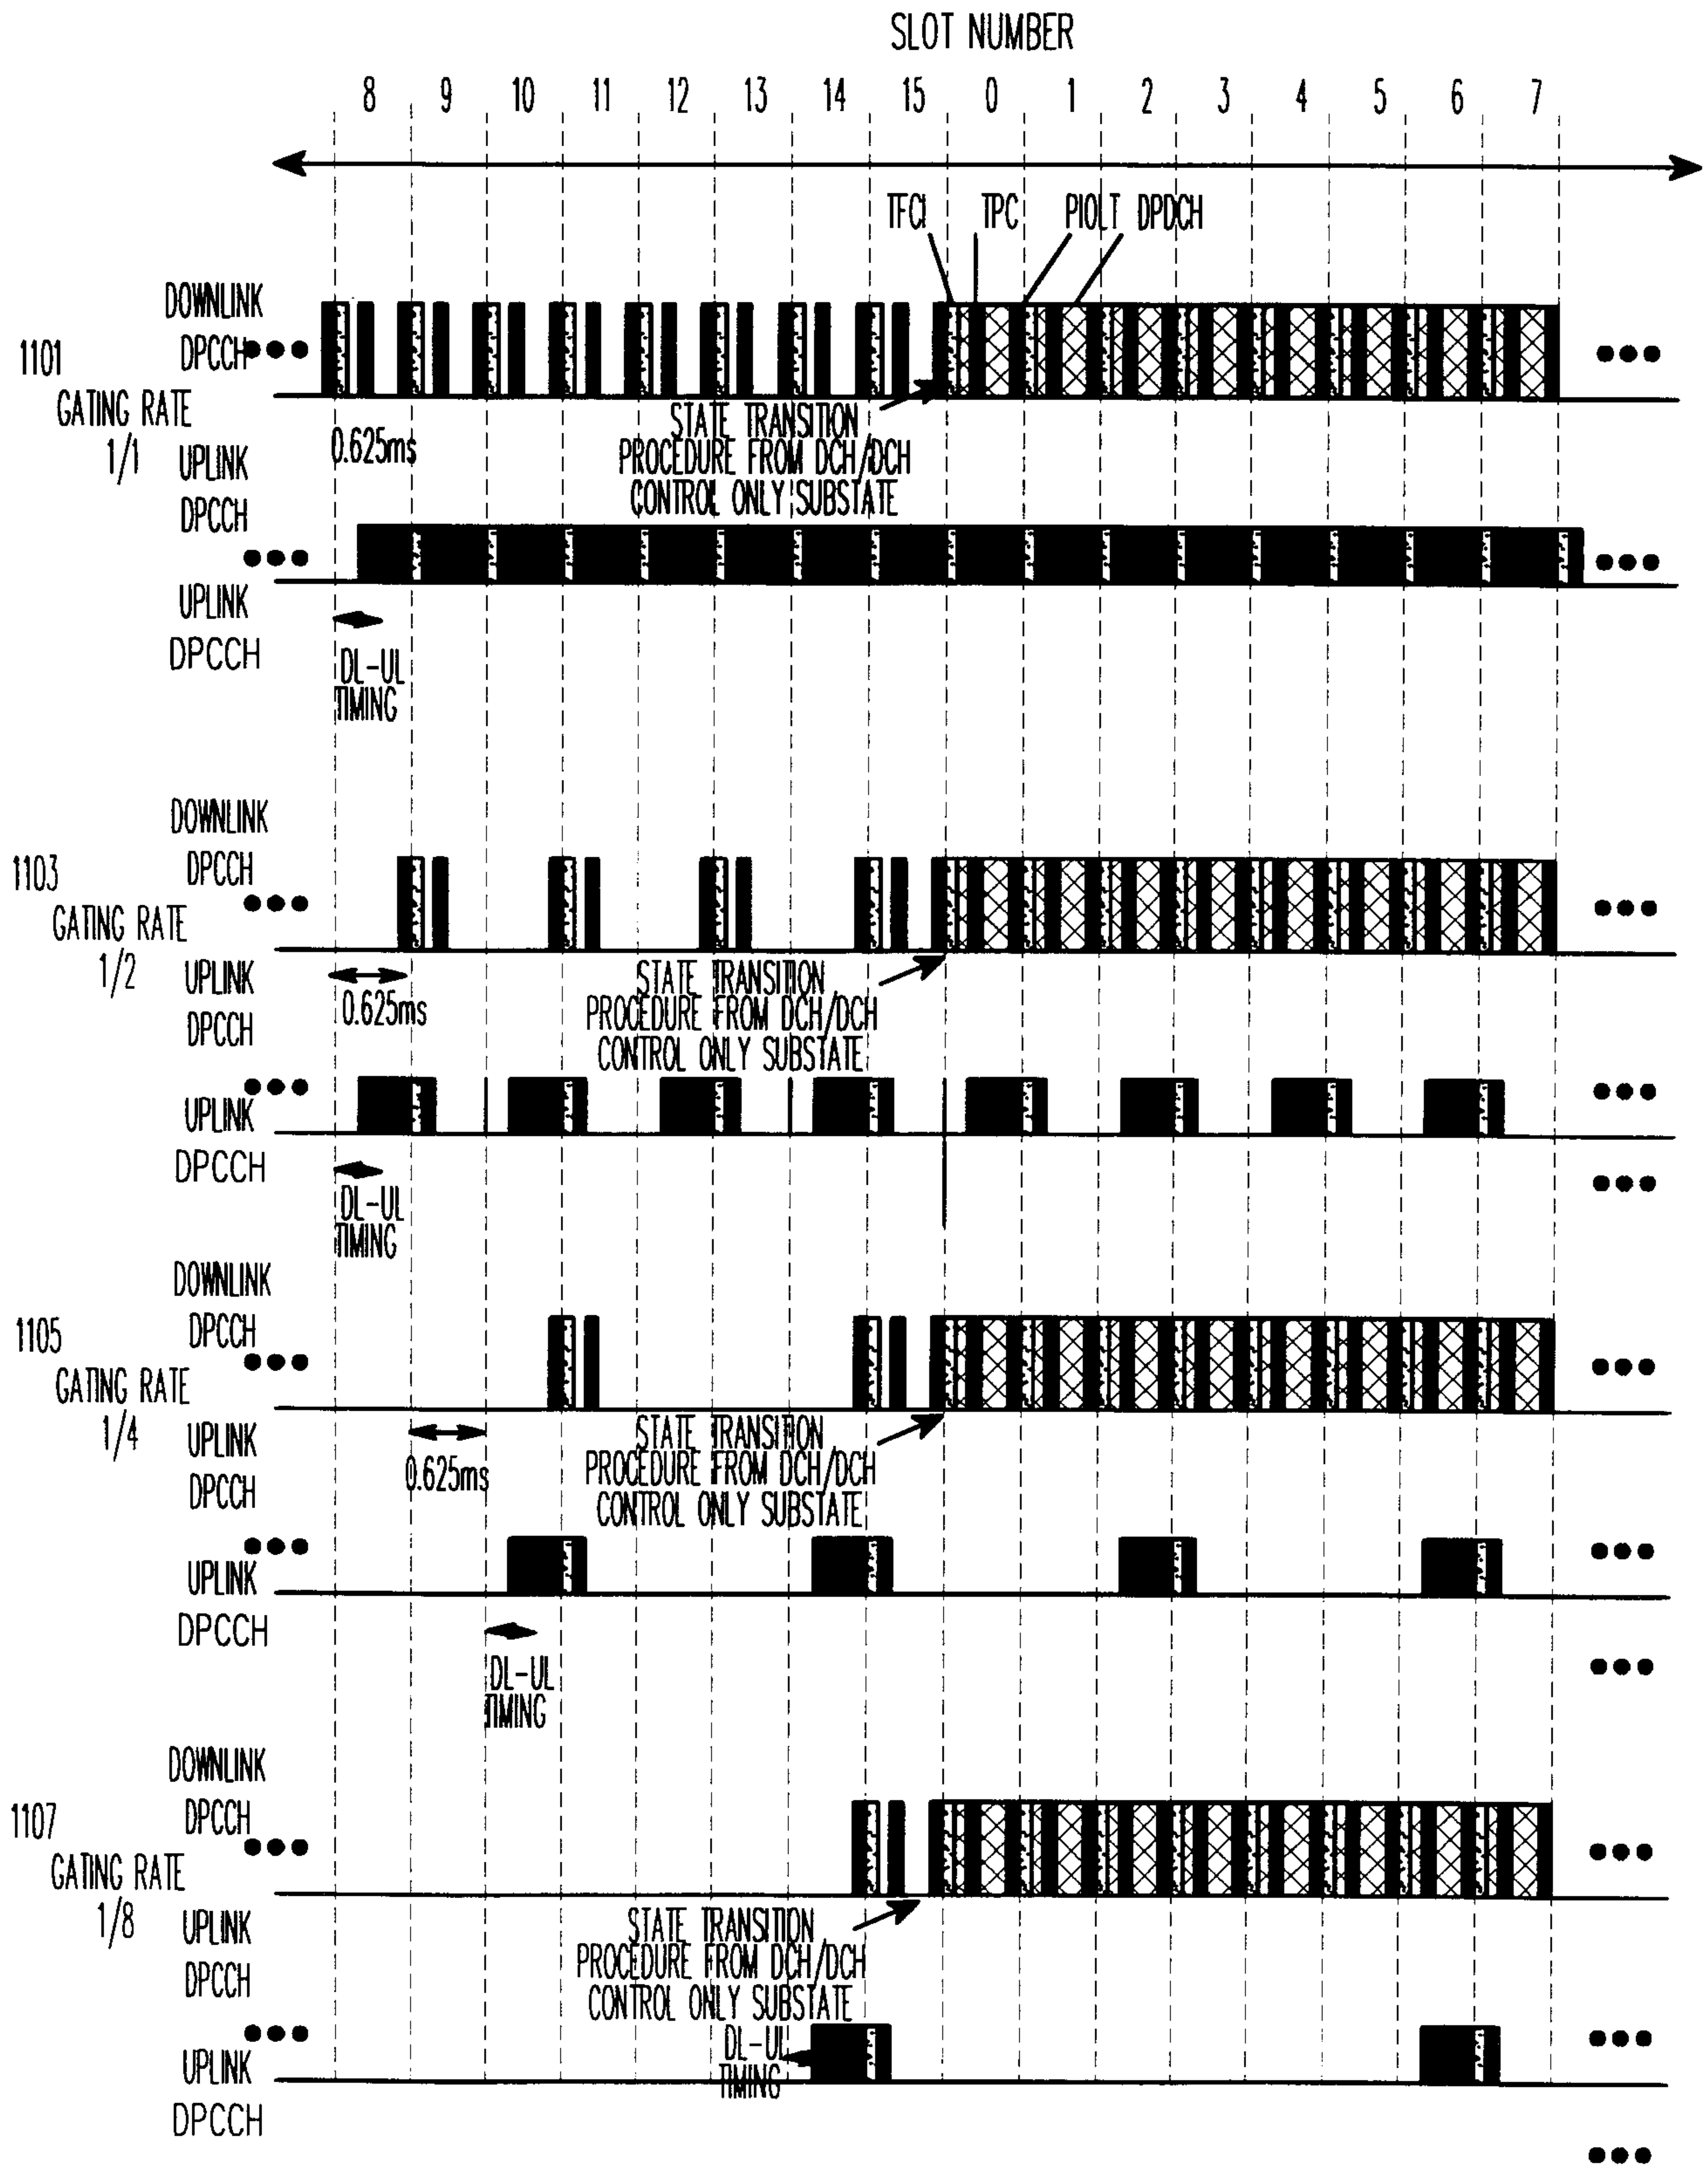 SLOT NUMBER
8 9 10 11 12 13 14 15 0 1 2 3 4 5 6 7
TFCI TPC PIOLT DPDCH
DOWNLINK
DPCCH
1101
GATING RATE
1/1
0.625ms
STATE TRANSITION
PROCEDURE FROM DCH/DCH
CONTROL ONLY SUBSTATE
UPLINK
DPCCH
UPLINK
DPCCH
DL-UL
TIMING
DOWNLINK
DPCCH
1103
GATING RATE
1/2
UPLINK
DPCCH
0.625ms
STATE TRANSITION
PROCEDURE FROM DCH/DCH
CONTROL ONLY SUBSTATE
UPLINK
DPCCH
DL-UL
TIMING
DOWNLINK
DPCCH
1105
GATING RATE
1/4
UPLINK
DPCCH
0.625ms
STATE TRANSITION
PROCEDURE FROM DCH/DCH
CONTROL ONLY SUBSTATE
UPLINK
DPCCH
DL-UL
TIMING
DOWNLINK
DPCCH
1107
GATING RATE
1/8
UPLINK
DPCCH
STATE TRANSITION
PROCEDURE FROM DCH/DCH
CONTROL ONLY SUBSTATE
DL-UL
TIMING
UPLINK
DPCCH